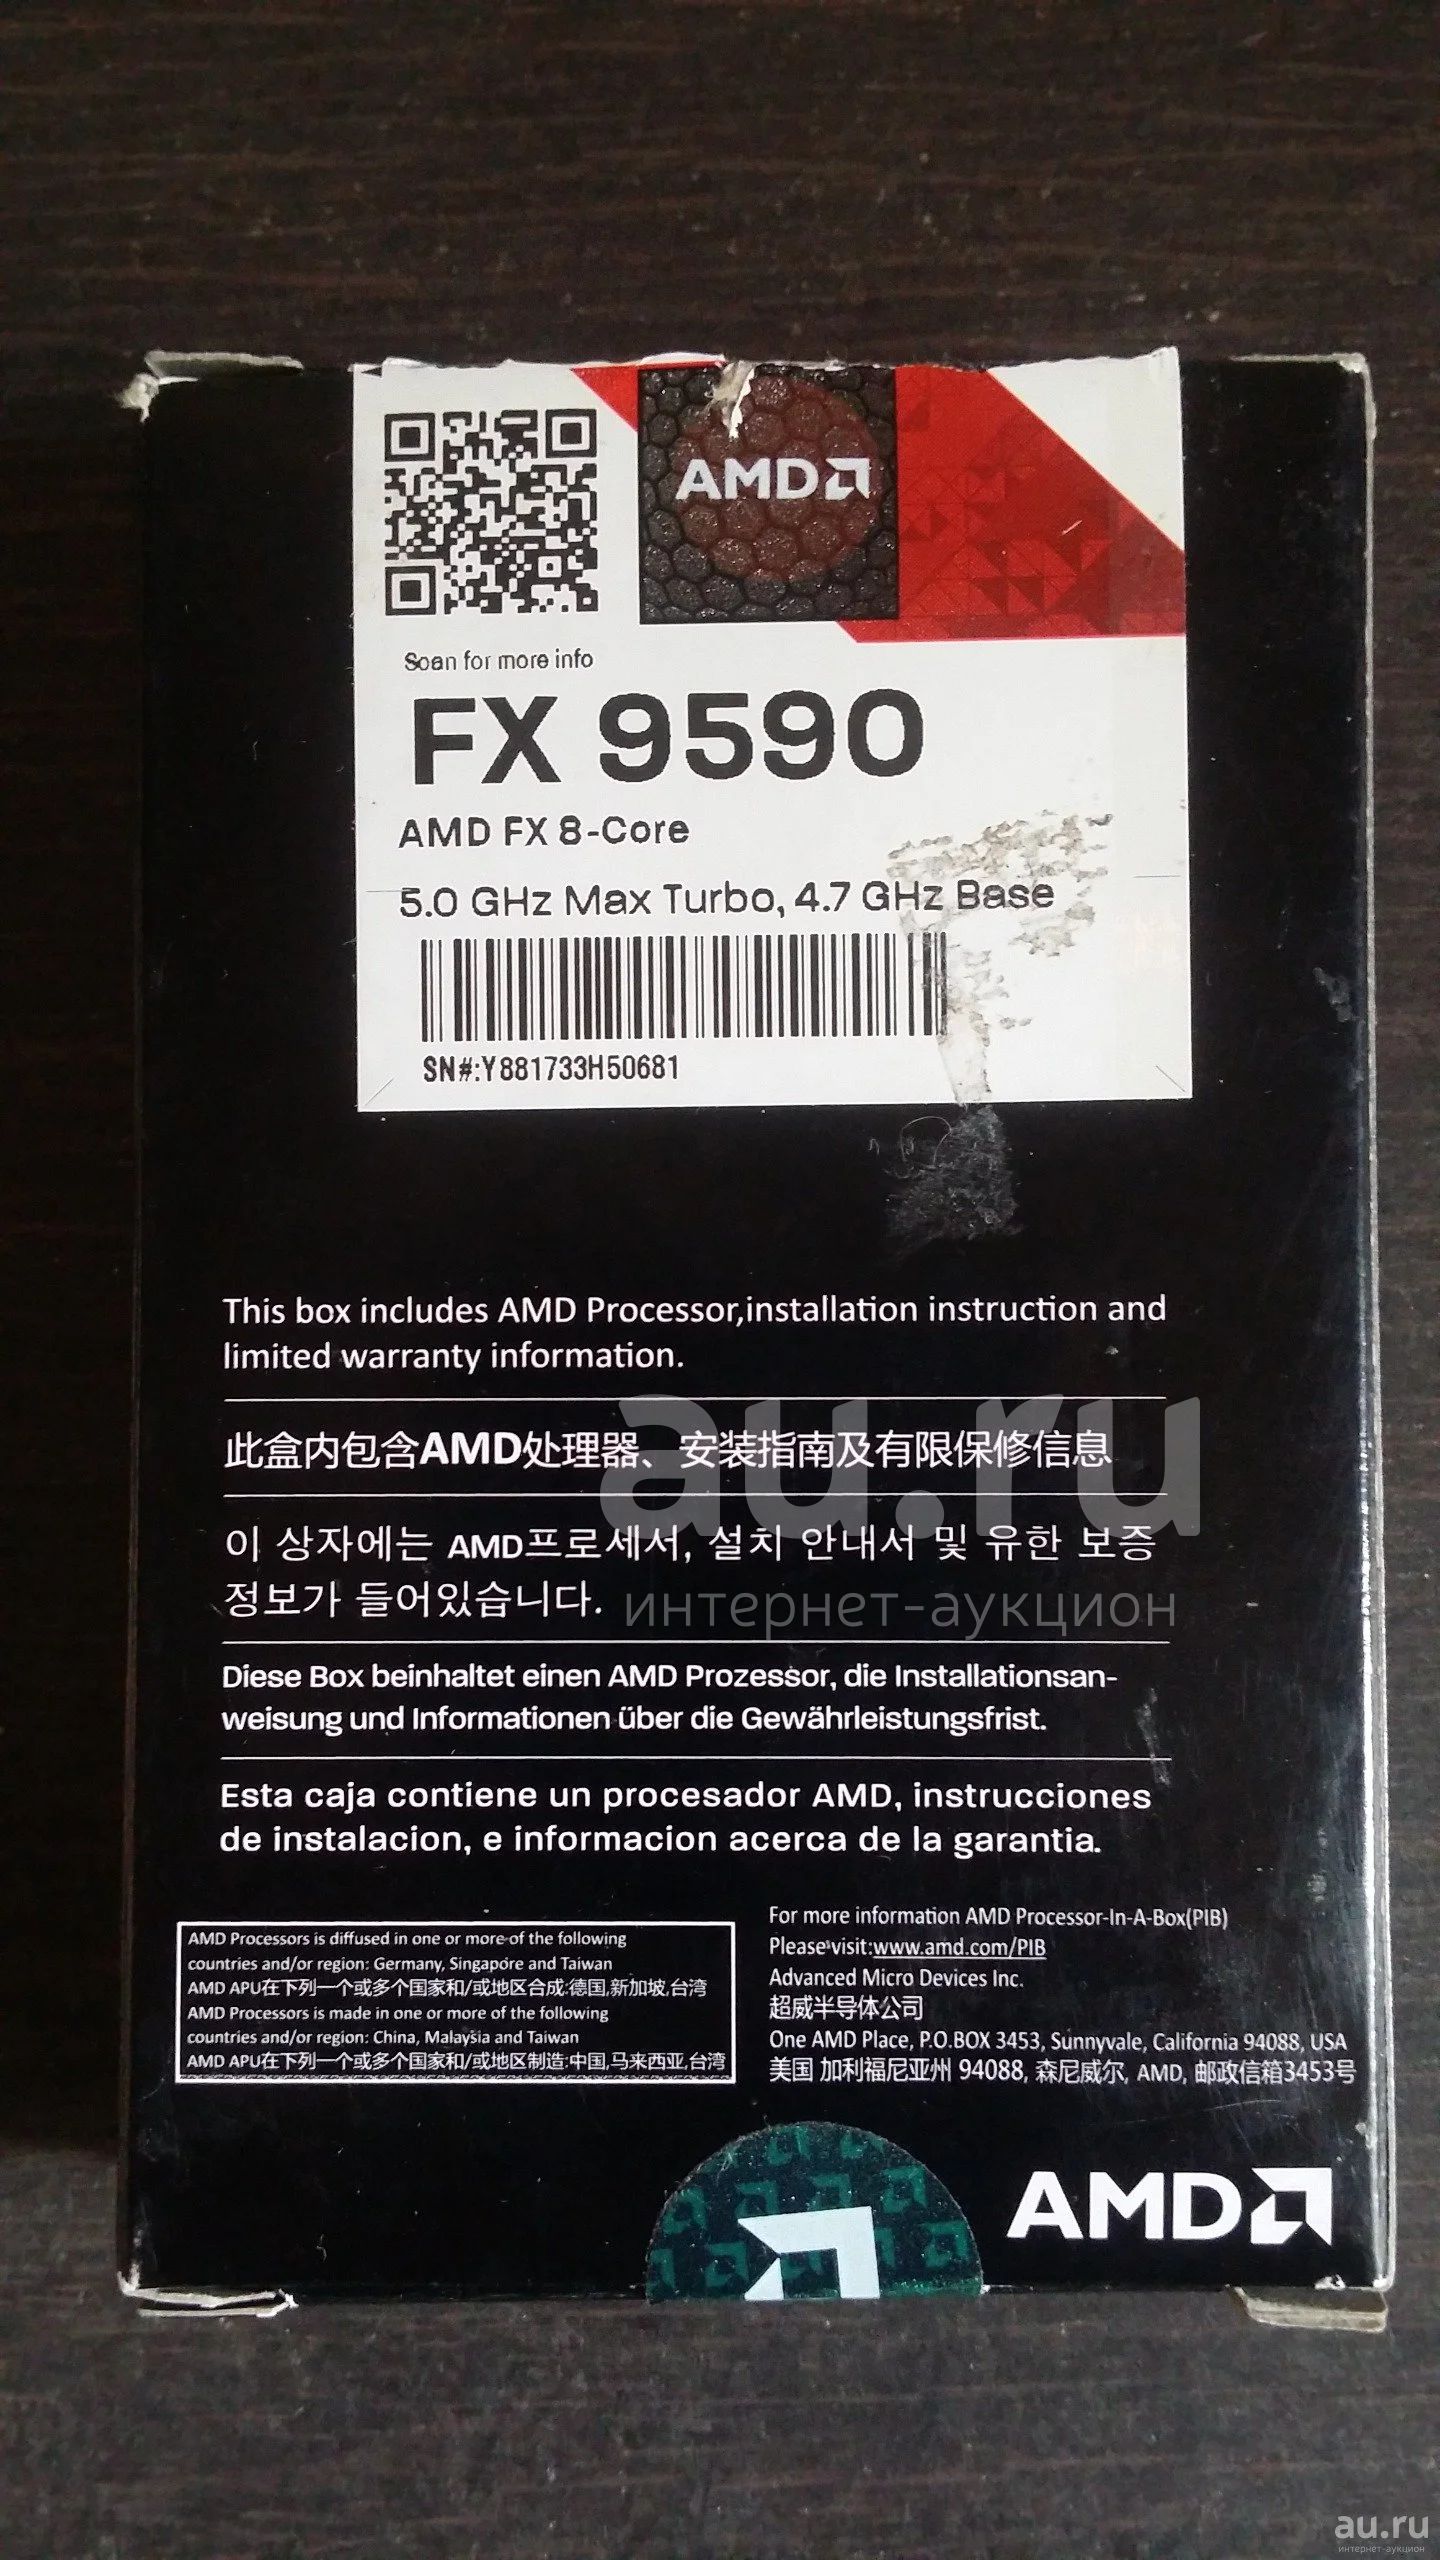 AMD
Scan for more info
FX 9590
AMD FX 8-Core
5.0 GHz Max Turbo, 4.7 GHz Base
SN#:Y881733H50681
This box includes AMD Processor,installation instruction and
limited warranty information.
此盒内包含AMD处理器、安装指南及有限保修信息
au.ru
이 상자에는 AMD프로세서, 설치 안내서 및 유한 보증
정보가 들어있습니다.
интернет-аукцион
Diese Box beinhaltet einen AMD Prozessor, die Installationsan-
weisung und Informationen über die Gewährleistungsfrist.
Esta caja contiene un procesador AMD, instrucciones
de instalacion, e informacion acerca de la garantia.
AMD Processors is diffused in one or more of the following
countries and/or region: Germany, Singapore and Taiwan
AMD APU在下列一个或多个国家和/或地区合成:德国,新加坡,台湾
AMD Processors is made in one or more of the following
countries and/or region: China, Malaysia and Taiwan
AMD APU在下列一个或多个国家和/或地区制造:中国,马来西亚,台湾
For more information AMD Processor-In-A-Box(PIB)
Please visit:www.amd.com/PIB
Advanced Micro Devices Inc.
超威半导体公司
One AMD Place, P.O.BOX 3453, Sunnyvale, California 94088, USA
美国 加利福尼亚州 94088, 森尼威尔, AMD, 邮政信箱3453号
AMD
au.ru
интернет-аукцион